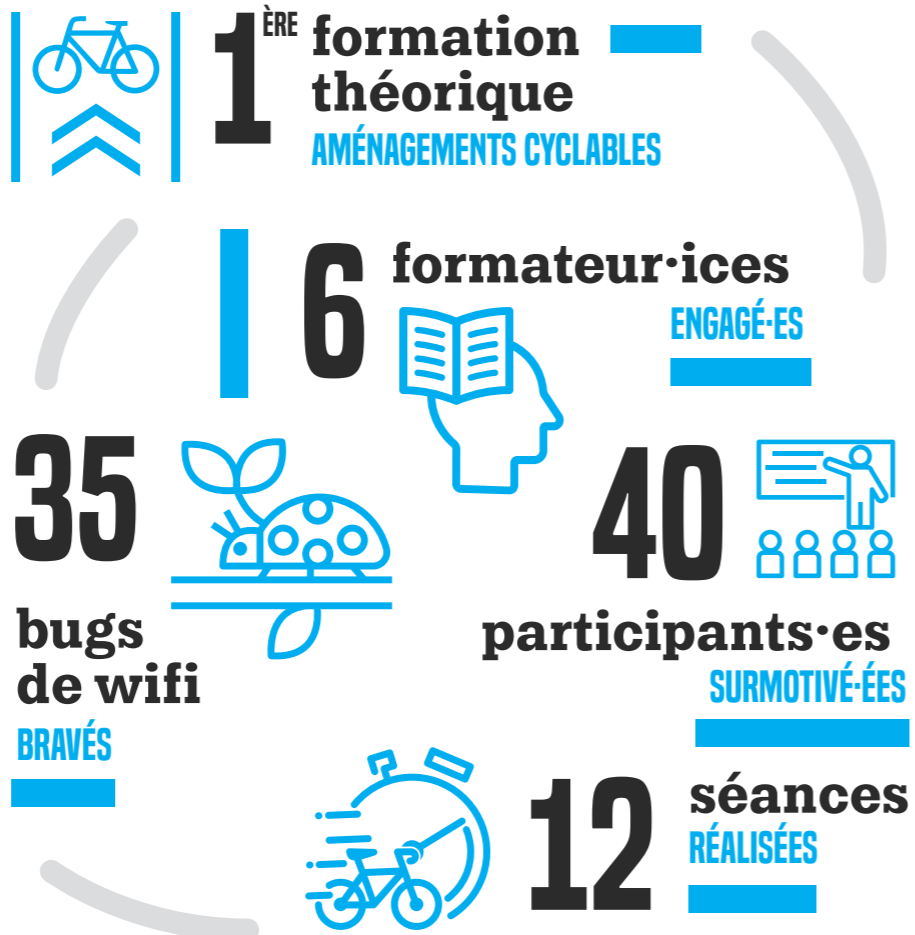 1ÈRE formation
théorique
AMÉNAGEMENTS CYCLABLES
6 formateur·ices
ENGAGÉ·ES
35
bugs
de wifi
BRAVÉS
40
participants·es
SURMOTIVÉ·ÉES
12 séances
RÉALISÉES